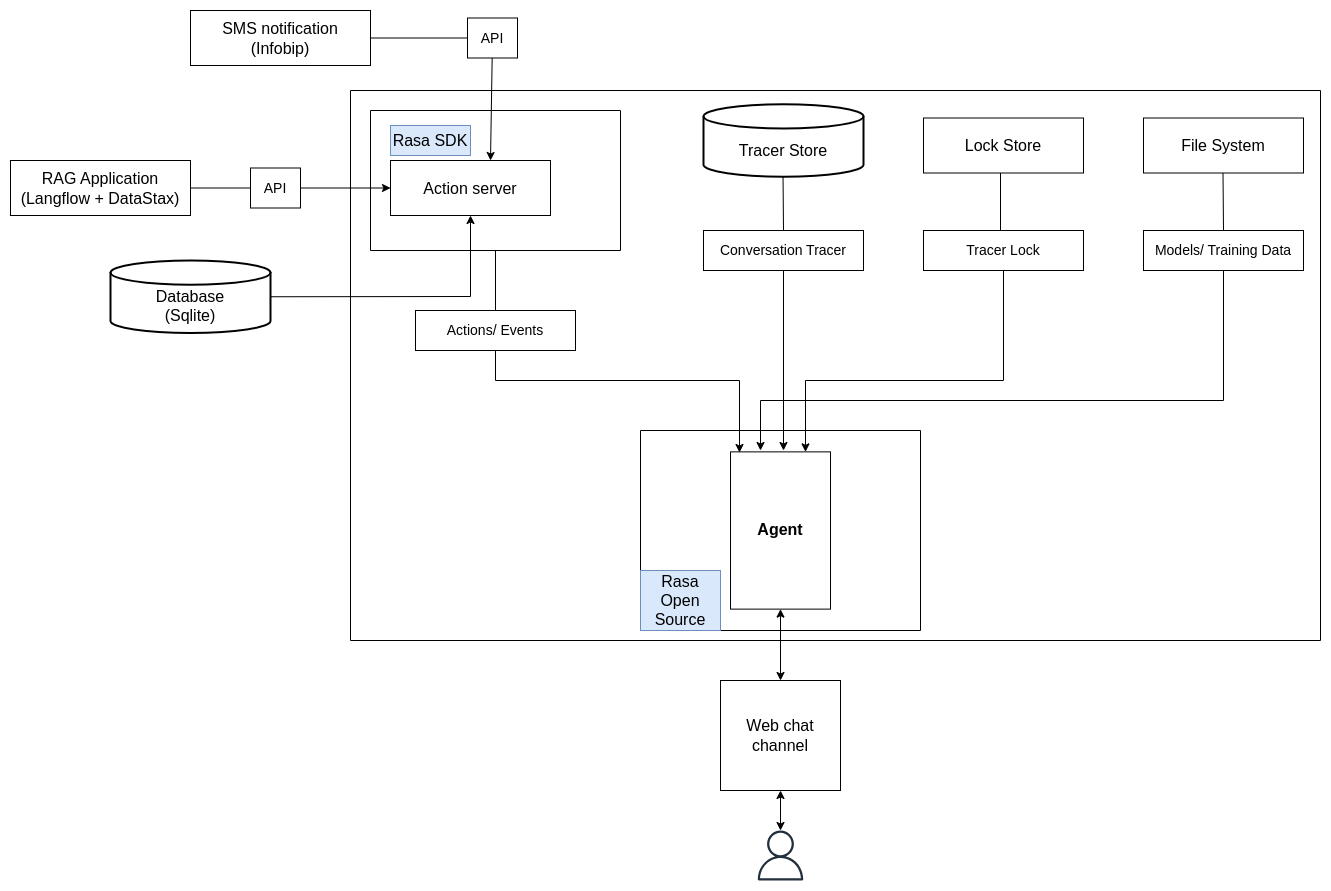 SMS notification
(Infobip)
API
Rasa SDK
Action server
RAG Application
(Langflow + DataStax)
API
Database
(Sqlite)
Actions/ Events
Tracer Store
Conversation Tracer
Lock Store
Tracer Lock
File System
Models/ Training Data
Agent
Rasa
Open
Source
Web chat
channel